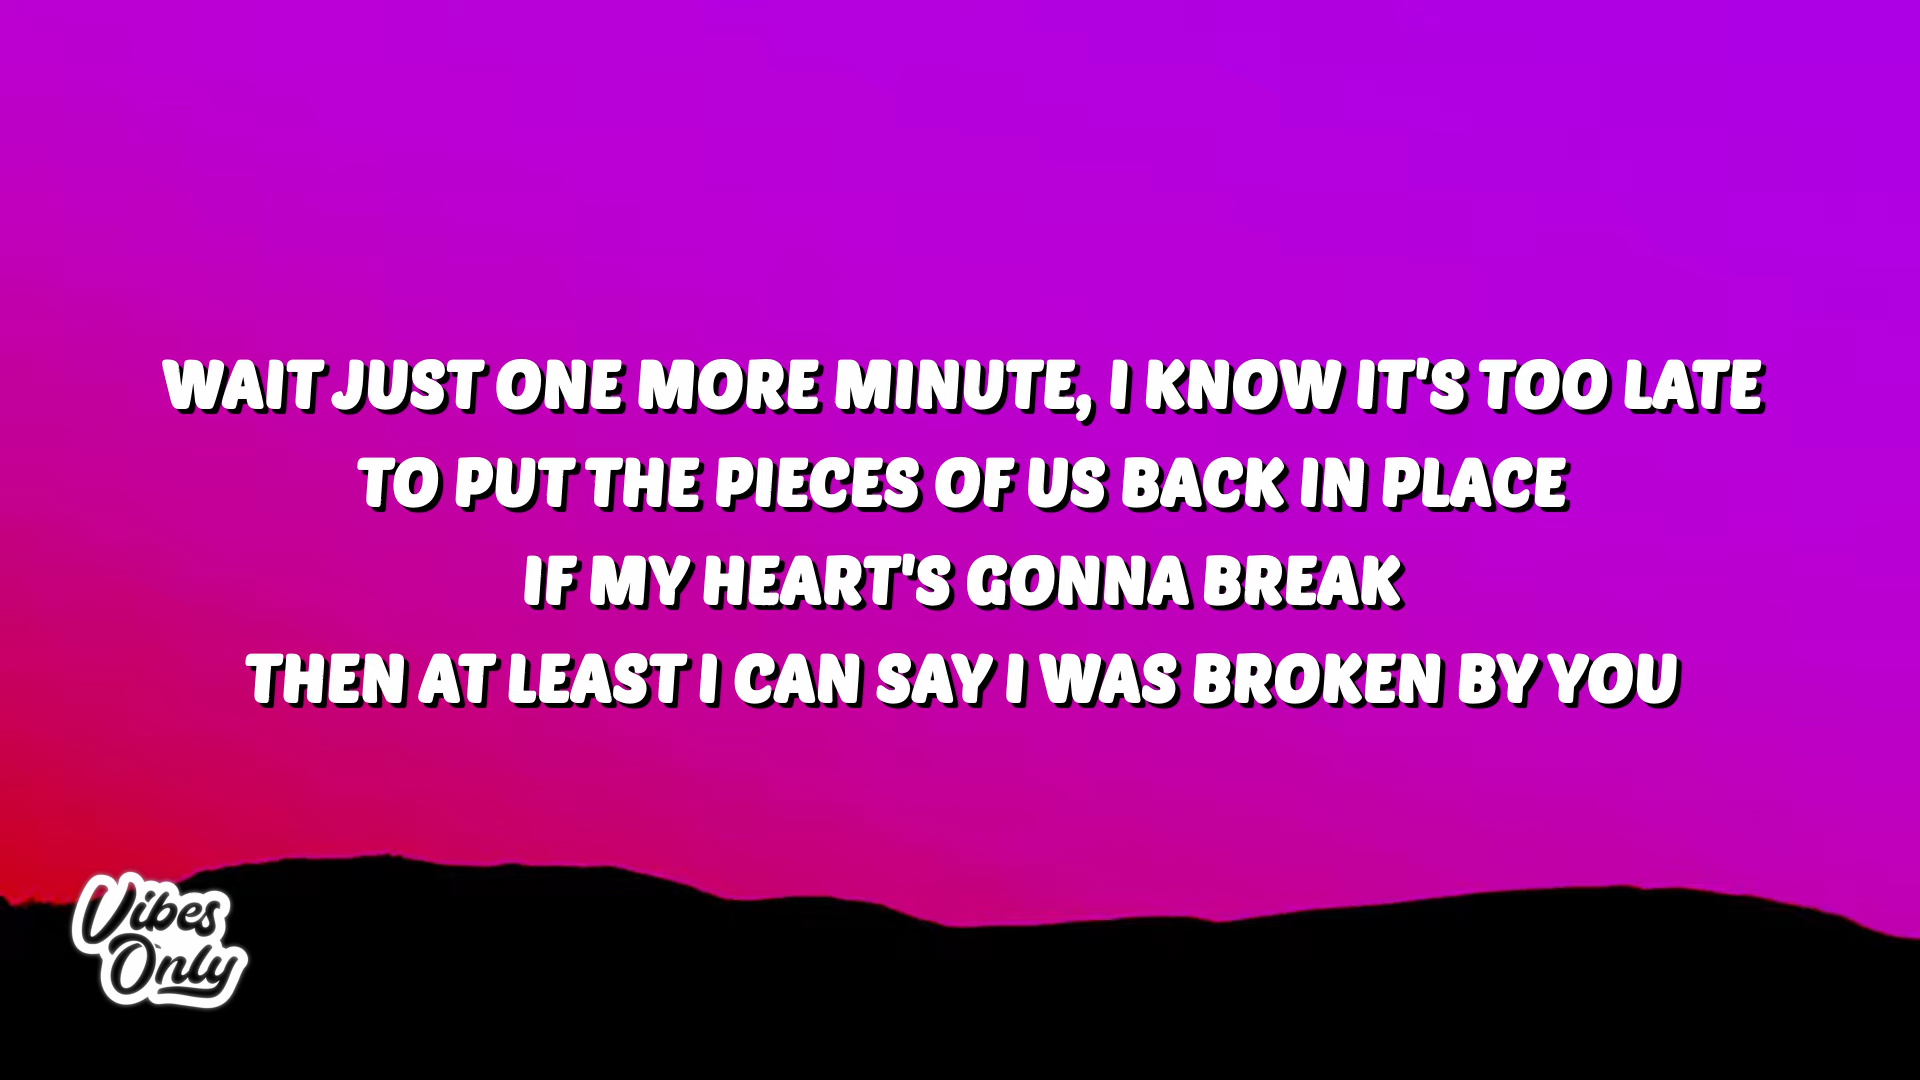 WAIT JUST ONE MORE MINUTE, I KNOW IT'S TOO LATE
TO PUT THE PIECES OF US BACK IN PLACE
IF MY HEART'S GONNA BREAK
THEN AT LEAST I CAN SAY I WAS BROKEN BY YOU
Vibes
Only